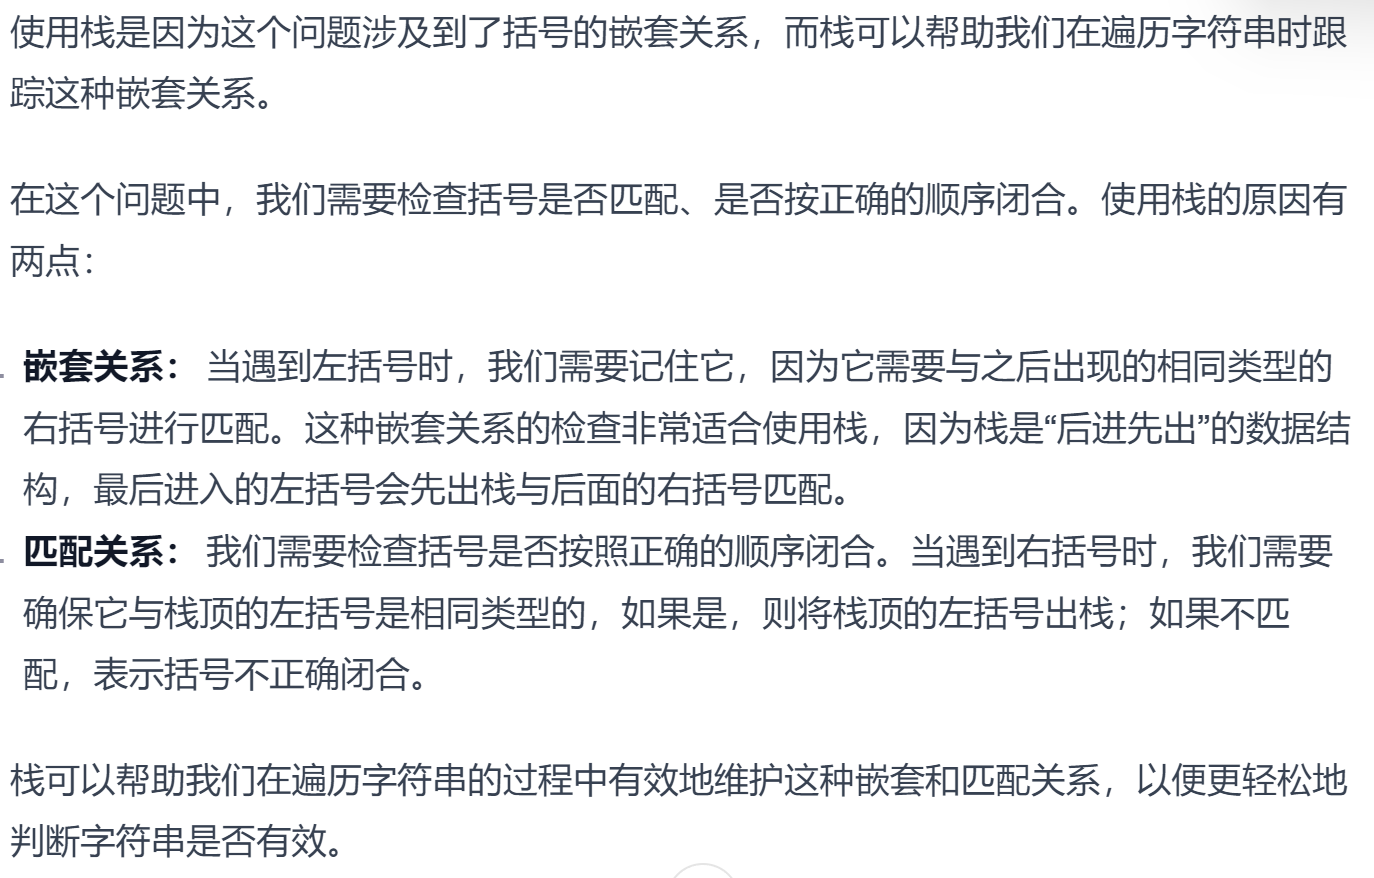 使用栈是因为这个问题涉及到了括号的嵌套关系，而栈可以帮助我们在遍历字符串时跟
踪这种嵌套关系。
在这个问题中，我们需要检查括号是否匹配、是否按正确的顺序闭合。使用栈的原因有
两点：
嵌套关系： 当遇到左括号时，我们需要记住它，因为它需要与之后出现的相同类型的
右括号进行匹配。这种嵌套关系的检查非常适合使用栈，因为栈是“后进先出”的数据结
构，最后进入的左括号会先出栈与后面的右括号匹配。
匹配关系： 我们需要检查括号是否按照正确的顺序闭合。当遇到右括号时，我们需要
确保它与栈顶的左括号是相同类型的，如果是，则将栈顶的左括号出栈；如果不匹
配，表示括号不正确闭合。
栈可以帮助我们在遍历字符串的过程中有效地维护这种嵌套和匹配关系，以便更轻松地
判断字符串是否有效。